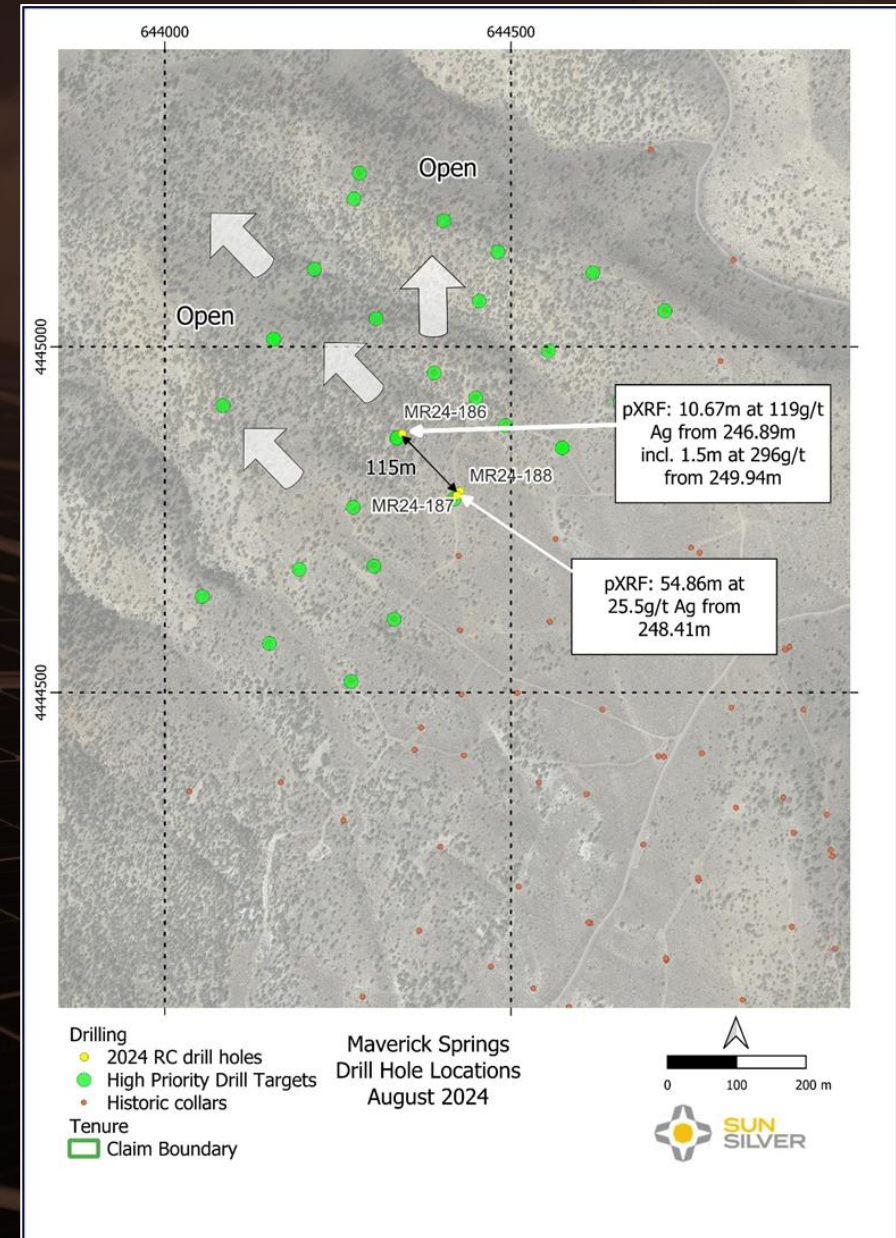 644000
644500
Open
Open
4445000
MR24-186
pXRF: 10.67m at 119g/t
Ag from 246.89m
incl. 1.5m at 296g/t
from 249.94m
115m
MR24-188
MR24-187
pXRF: 54.86m at
25.5g/t Ag from
248.41m
4444500
Drilling
2024 RC drill holes
High Priority Drill Targets
Historic collars
Tenure
Claim Boundary
Maverick Springs
Drill Hole Locations
August 2024
0 100 200 m
SUN
SILVER